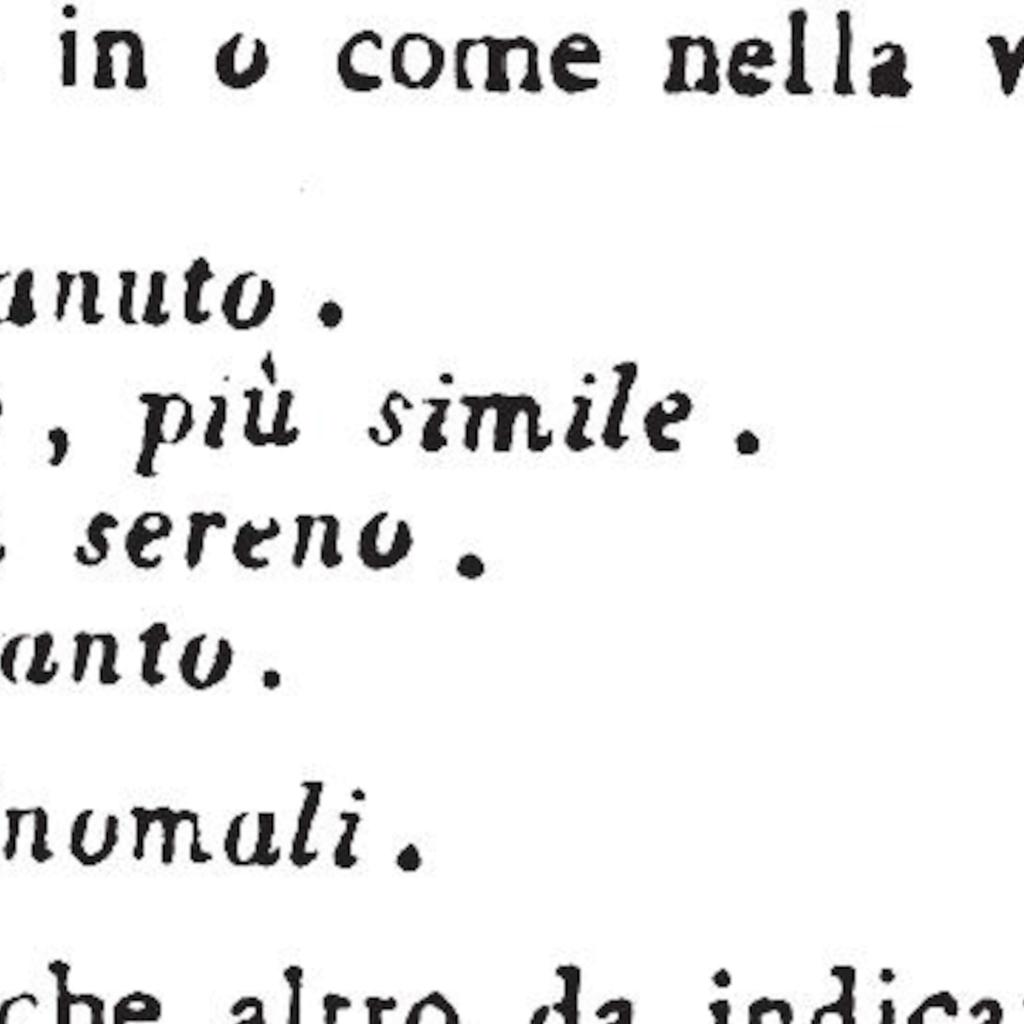 in o come nella
anuto.
, più simile.
sereno.
anto.
nomali.
che altro da indica